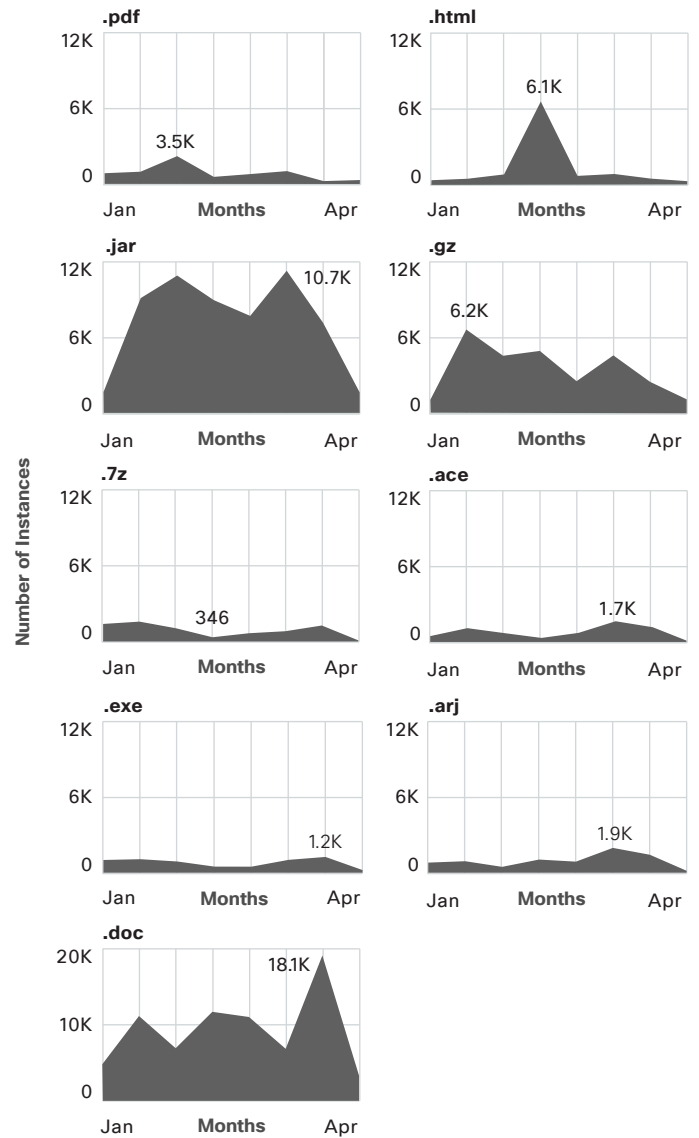 .pdf
12K
3.5K
6K
0
Jan Months Apr
.html
12K
6.1K
6K
0
Jan Months Apr
.jar
12K
10.7K
6K
0
Jan Months Apr
.gz
12K
6.2K
6K
0
Jan Months Apr
Number of Instances
.7z
12K
6K
346
0
Jan Months Apr
.ace
12K
6K
1.7K
0
Jan Months Apr
.exe
12K
6K
1.2K
0
Jan Months Apr
.arj
12K
6K
1.9K
0
Jan Months Apr
.doc
20K
18.1K
10K
0
Jan Months Apr